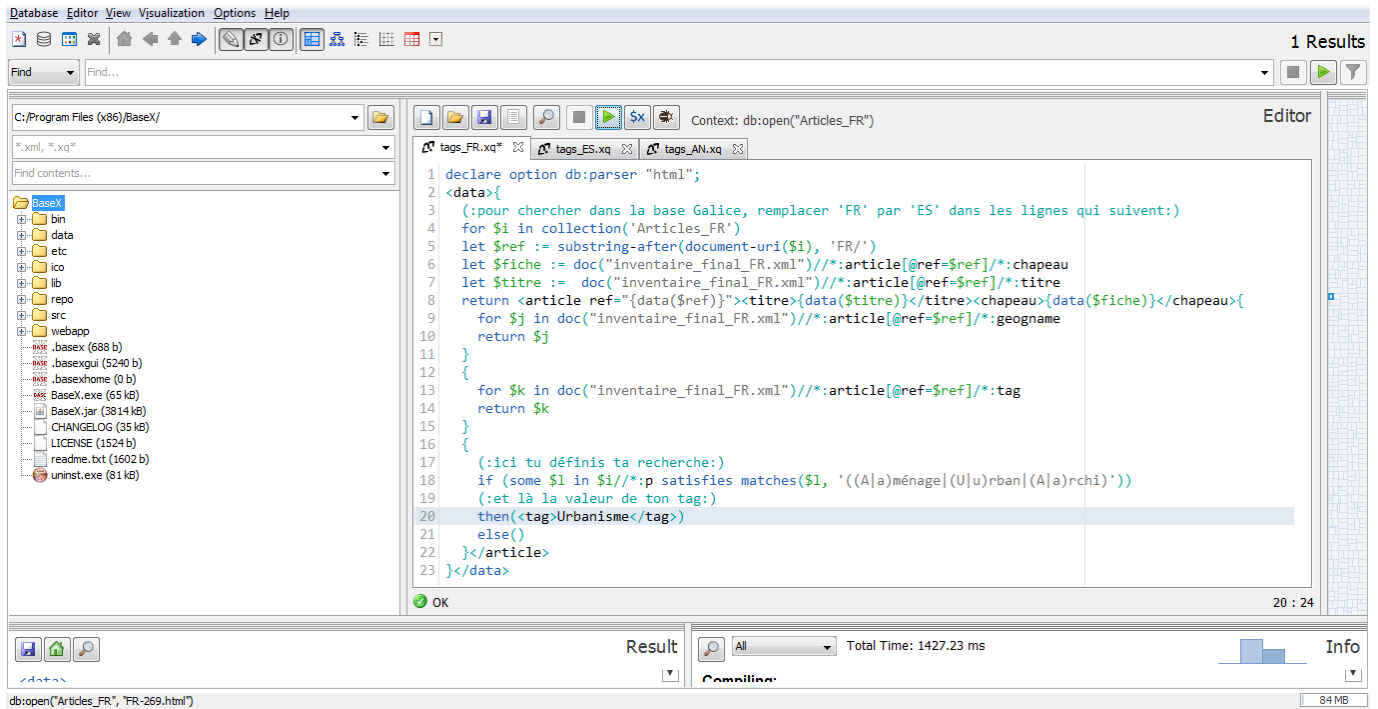 Database Editor View Visualization Options Help
1 Results
Find Find...
C:/Program Files (x86)/BaseX/
*.xml, *.xq*
Find contents...
BaseX
bin
data
etc
ico
lib
repo
src
webapp
.basex (688 b)
.basexgui (5240 b)
.basexhome (0 b)
BaseX.exe (65 kB)
BaseX.jar (3814 kB)
CHANGELOG (35 kB)
LICENSE (1524 b)
readme.txt (1602 b)
uninst.exe (81 kB)
$x Context: db:open("Articles_FR") Editor
tags_FR.xq* tags_ES.xq tags_AN.xq
1 declare option db:parser "html";
2 <data>{
3 (:pour chercher dans la base Galice, remplacer 'FR' par 'ES' dans les lignes qui suivent:)
4 for $i in collection('Articles_FR')
5 let $ref := substring-after(document-uri($i), 'FR/')
6 let $fiche := doc("inventaire_final_FR.xml")//*:article[@ref=$ref]/*:chapeau
7 let $titre := doc("inventaire_final_FR.xml")//*:article[@ref=$ref]/*:titre
8 return <article ref="{data($ref)}"><titre>{data($titre)}</titre><chapeau>{data($fiche)}</chapeau>{
9 for $j in doc("inventaire_final_FR.xml")//*:article[@ref=$ref]/*:geogname
10 return $j
11 }
12 {
13 for $k in doc("inventaire_final_FR.xml")//*:article[@ref=$ref]/*:tag
14 return $k
15 }
16 {
17 (:ici tu définis ta recherche:)
18 if (some $l in $i//*:p satisfies matches($l, '((A|a)ménage|(U|u)rban|(A|a)rchi)'))
19 (:et là la valeur de ton tag:)
20 then(<tag>Urbanisme</tag>)
21 else()
22 }</article>
23 }</data>
OK 20 : 24
Result
<data>
All Total Time: 1427.23 ms Info
Compiling:
db:open("Articles_FR", "FR-269.html") 84 MB